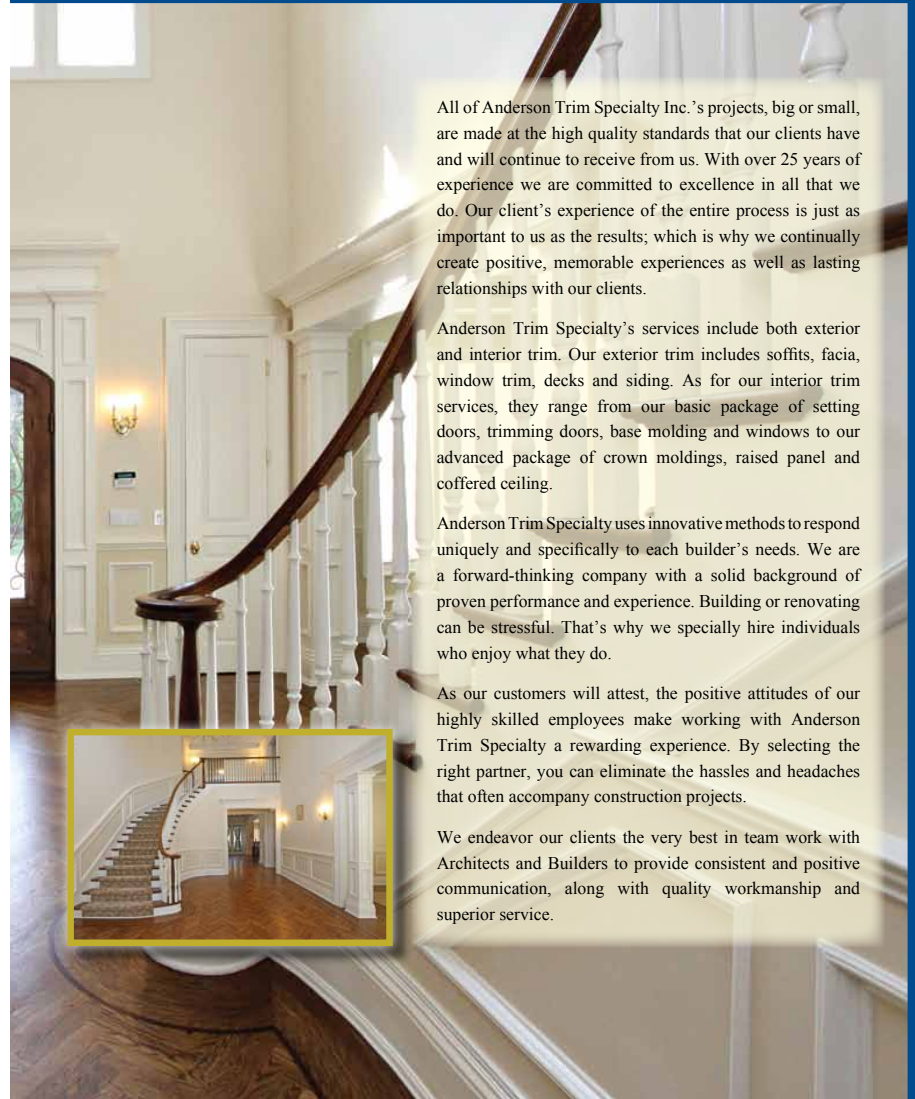 All of Anderson Trim Specialty Inc.’s projects, big or small,
are made at the high quality standards that our clients have
and will continue to receive from us. With over 25 years of
experience we are committed to excellence in all that we
do. Our client’s experience of the entire process is just as
important to us as the results; which is why we continually
create positive, memorable experiences as well as lasting
relationships with our clients.
Anderson Trim Specialty’s services include both exterior
and interior trim. Our exterior trim includes soffits, facia,
window trim, decks and siding. As for our interior trim
services, they range from our basic package of setting
doors, trimming doors, base molding and windows to our
advanced package of crown moldings, raised panel and
coffered ceiling.
Anderson Trim Specialty uses innovative methods to respond
uniquely and specifically to each builder’s needs. We are
a forward-thinking company with a solid background of
proven performance and experience. Building or renovating
can be stressful. That’s why we specially hire individuals
who enjoy what they do.
As our customers will attest, the positive attitudes of our
highly skilled employees make working with Anderson
Trim Specialty a rewarding experience. By selecting the
right partner, you can eliminate the hassles and headaches
that often accompany construction projects.
We endeavor our clients the very best in team work with
Architects and Builders to provide consistent and positive
communication, along with quality workmanship and
superior service.